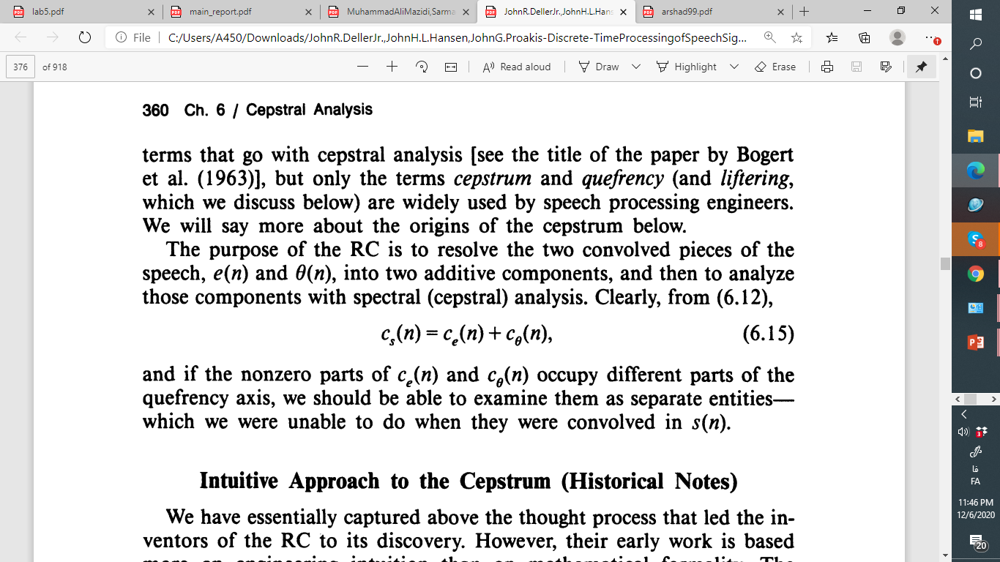 lab5.pdf
main_report.pdf
MuhammadAliMazidi,Sarma
JohnR.DellerJr.,JohnH.L.Hans
arshad99.pdf
File
C:/Users/A450/Downloads/JohnR.DellerJr.,JohnH.L.Hansen,JohnG.Proakis-Discrete-TimeProcessingofSpeechSig...
376 of 918
Read aloud
Draw
Highlight
Erase
360 Ch. 6 / Cepstral Analysis
terms that go with cepstral analysis [see the title of the paper by Bogert
et al. (1963)], but only the terms cepstrum and quefrency (and liftering,
which we discuss below) are widely used by speech processing engineers.
We will say more about the origins of the cepstrum below.
The purpose of the RC is to resolve the two convolved pieces of the
speech, e(n) and θ(n), into two additive components, and then to analyze
those components with spectral (cepstral) analysis. Clearly, from (6.12),
c_s(n) = c_e(n) + c_θ(n), (6.15)
and if the nonzero parts of c_e(n) and c_θ(n) occupy different parts of the
quefrency axis, we should be able to examine them as separate entities—
which we were unable to do when they were convolved in s(n).
Intuitive Approach to the Cepstrum (Historical Notes)
We have essentially captured above the thought process that led the in-
ventors of the RC to its discovery. However, their early work is based
8
3
فا
FA
11:46 PM
12/6/2020
20